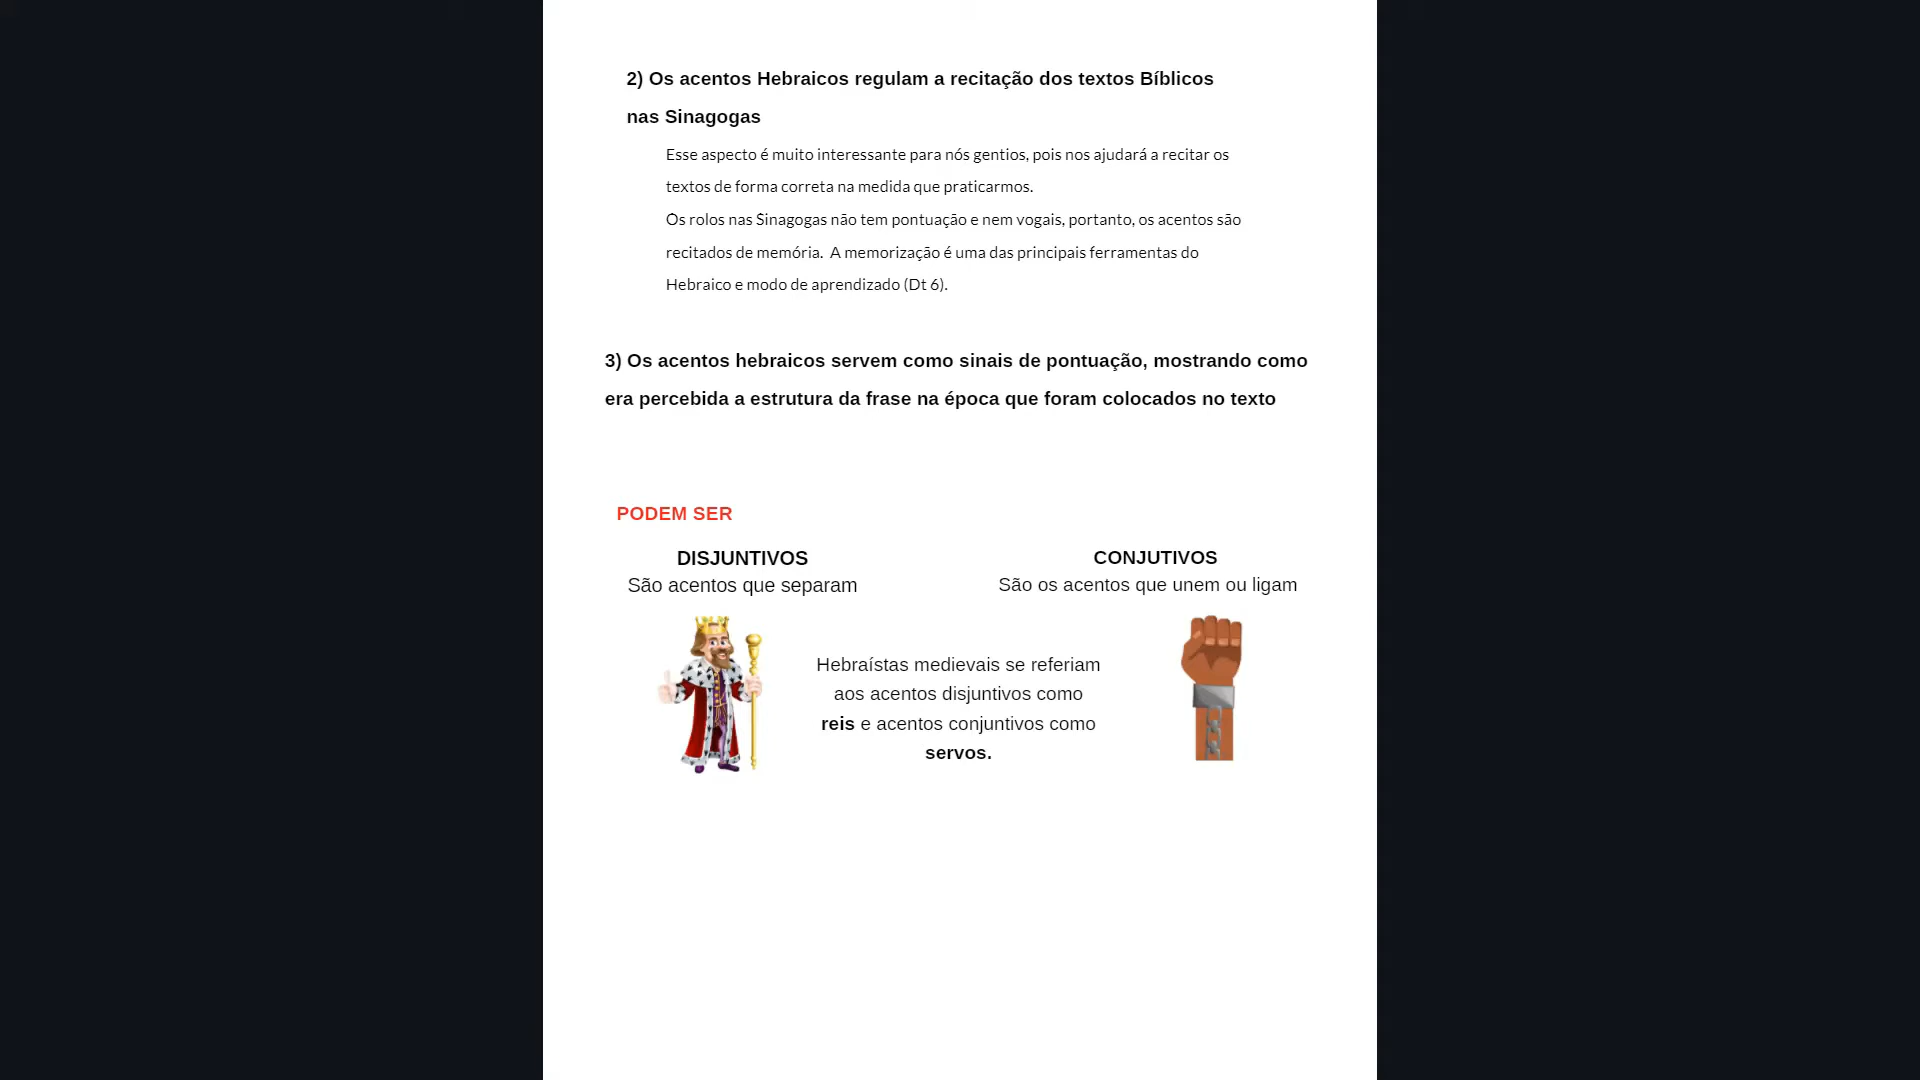 2) Os acentos Hebraicos regulam a recitação dos textos Bíblicos
nas Sinagogas
Esse aspecto é muito interessante para nós gentios, pois nos ajudará a recitar os
textos de forma correta na medida que praticarmos.
Os rolos nas Sinagogas não tem pontuação e nem vogais, portanto, os acentos são
recitados de memória.  A memorização é uma das principais ferramentas do
Hebraico e modo de aprendizado (Dt 6).
3) Os acentos hebraicos servem como sinais de pontuação, mostrando como
era percebida a estrutura da frase na época que foram colocados no texto
PODEM SER
DISJUNTIVOS
São acentos que separam
CONJUTIVOS
São os acentos que unem ou ligam
Hebraístas medievais se referiam
aos acentos disjuntivos como
reis e acentos conjuntivos como
servos.